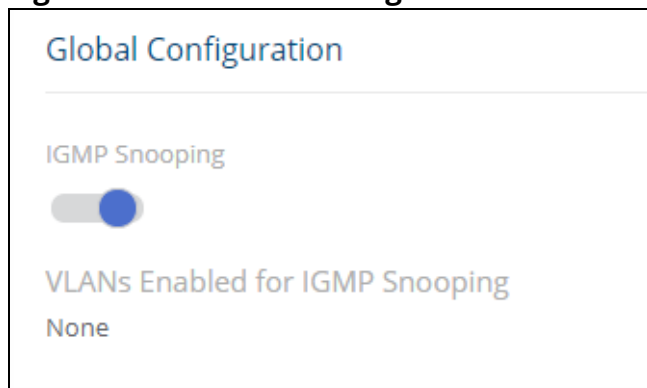 Global Configuration
IGMP Snooping
VLANs Enabled for IGMP Snooping
None